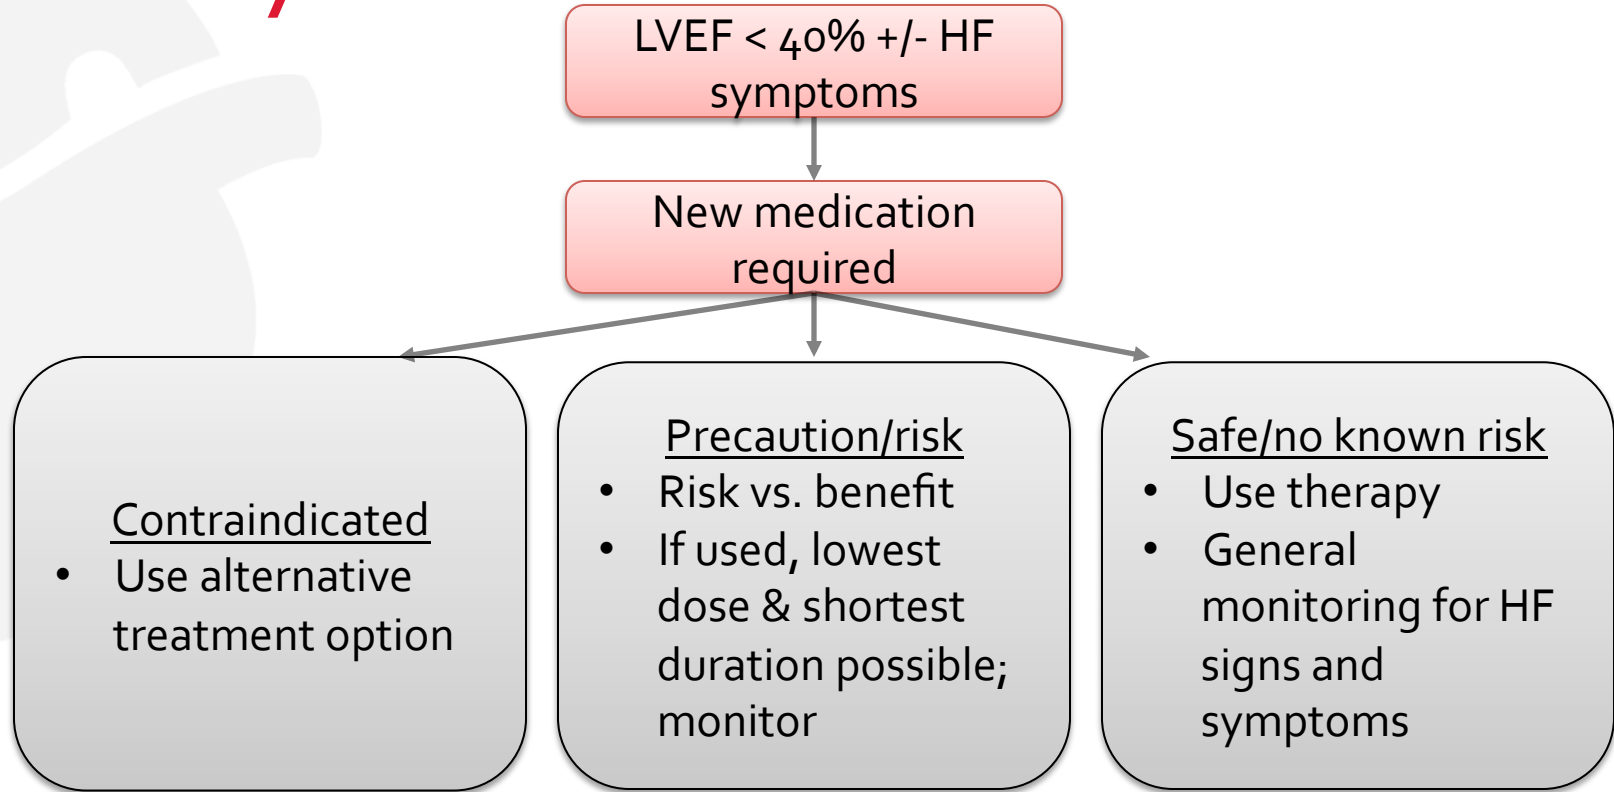 LVEF < 40% +/- HF
symptoms
New medication
required
Contraindicated
• Use alternative
treatment option
Precaution/risk
• Risk vs. benefit
• If used, lowest
dose & shortest
duration possible;
monitor
Safe/no known risk
• Use therapy
• General
monitoring for HF
signs and
symptoms